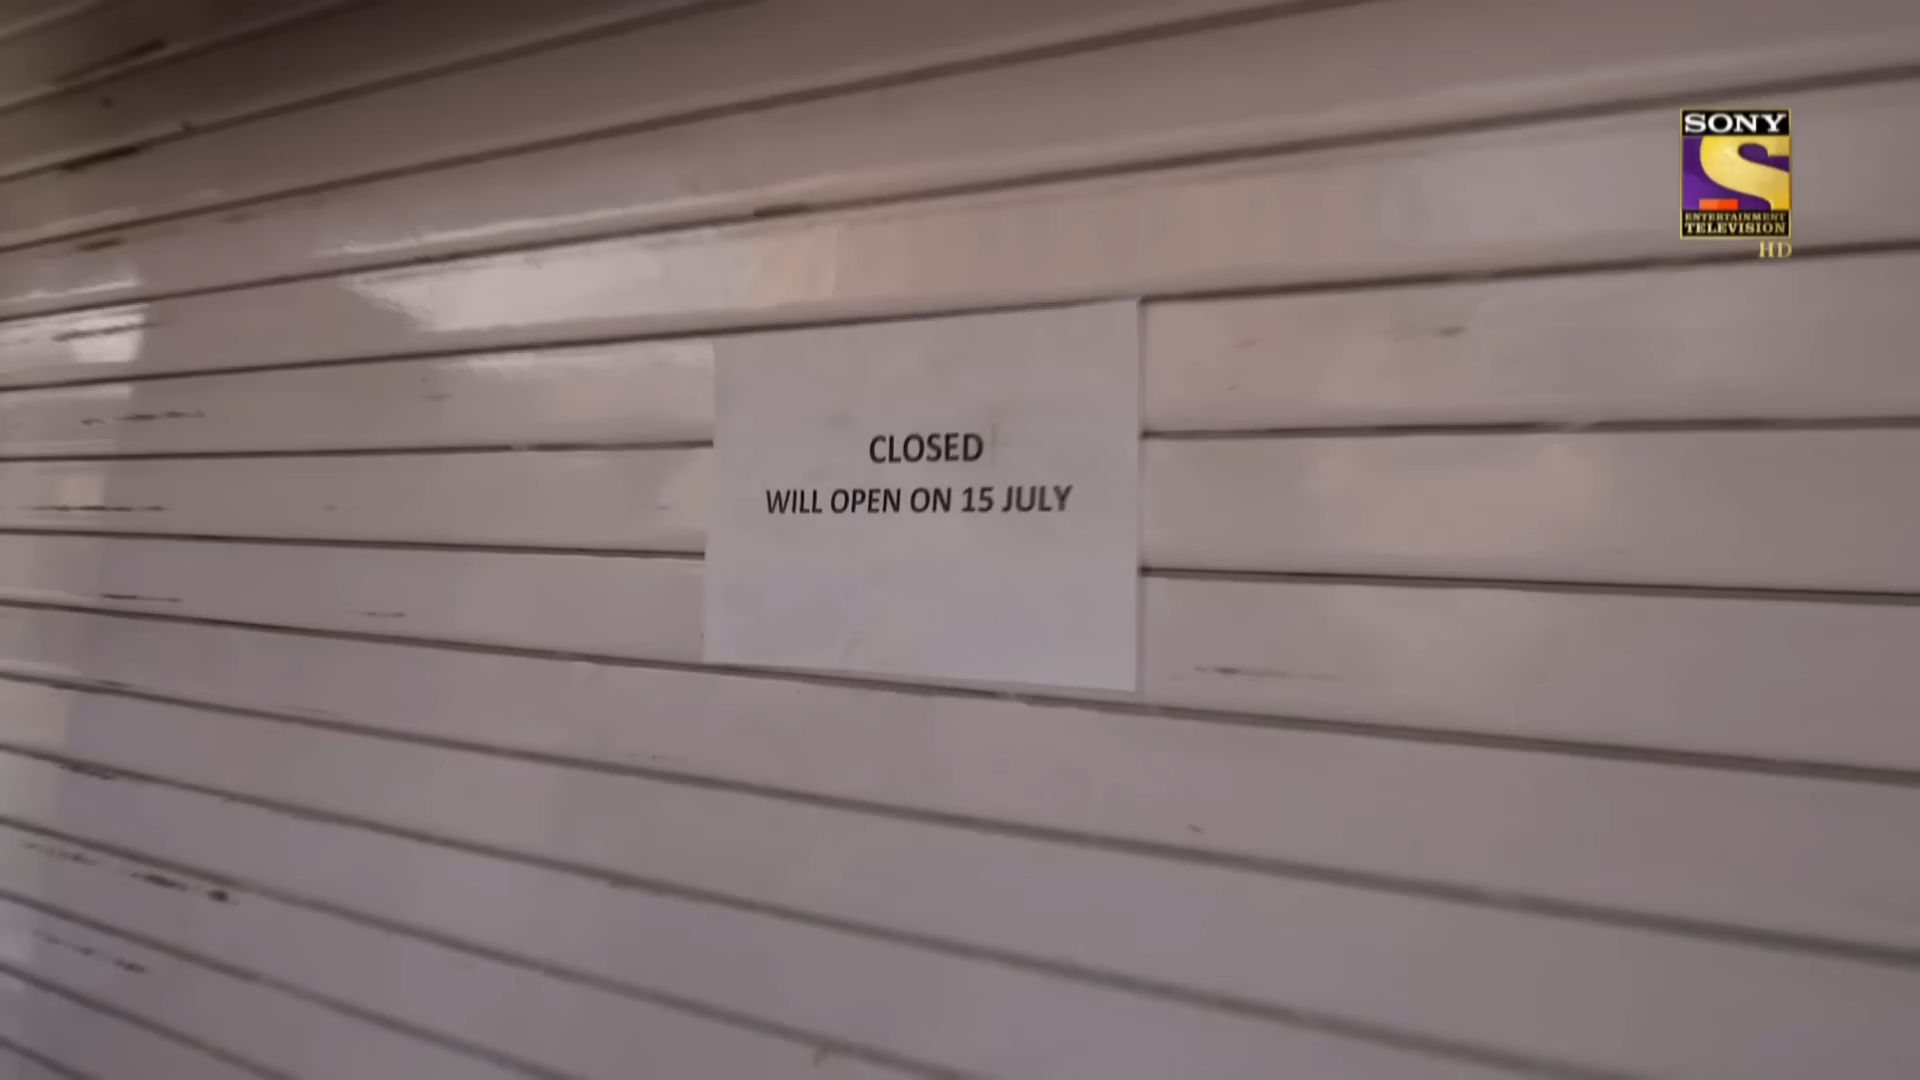 SONY
ENTERTAINMENT
TELEVISION
HD
CLOSED
WILL OPEN ON 15 JULY